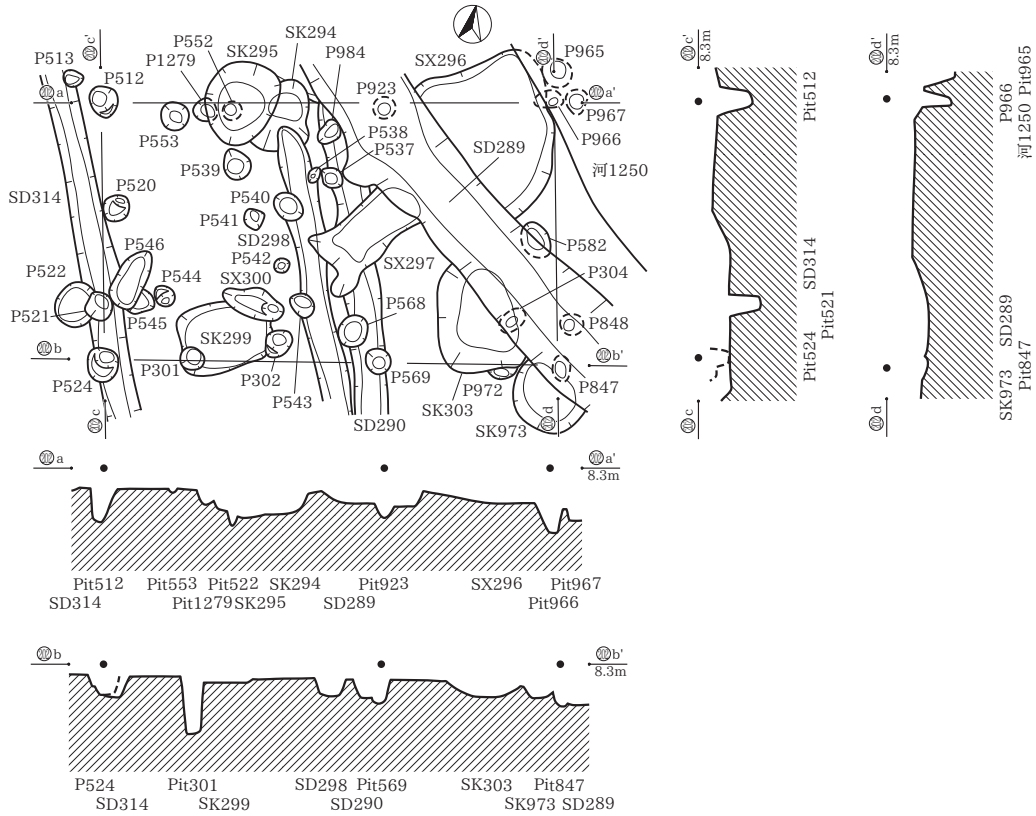 P513
c'
P512
P1279
P552
SK295
SK294
P984
SX296
d'
P965
a
a'
P923
P967
P966
P553
P538
P537
SD289
河1250
P539
SD314
P520
P540
P541
SD298
P542
SX300
P546
P522
P544
P521
P545
SX297
P582
P304
P568
P848
SK299
b
b'
P301
P302
P524
P543
P569
P972
P847
SK303
SK973
SD290
c
d
c'
8.3m
Pit512
SD314
Pit521
Pit524
c
d'
8.3m
Pit965
P966
河1250
SD289
Pit847
SK973
d
a
a'
8.3m
Pit512 Pit553 Pit522 SK294 Pit923 SX296 Pit967
SD314 Pit1279 SK295 SD289 Pit966
b
b'
8.3m
P524 Pit301 SD298 Pit569 SK303 Pit847
SD314 SK299 SD290 SK973 SD289